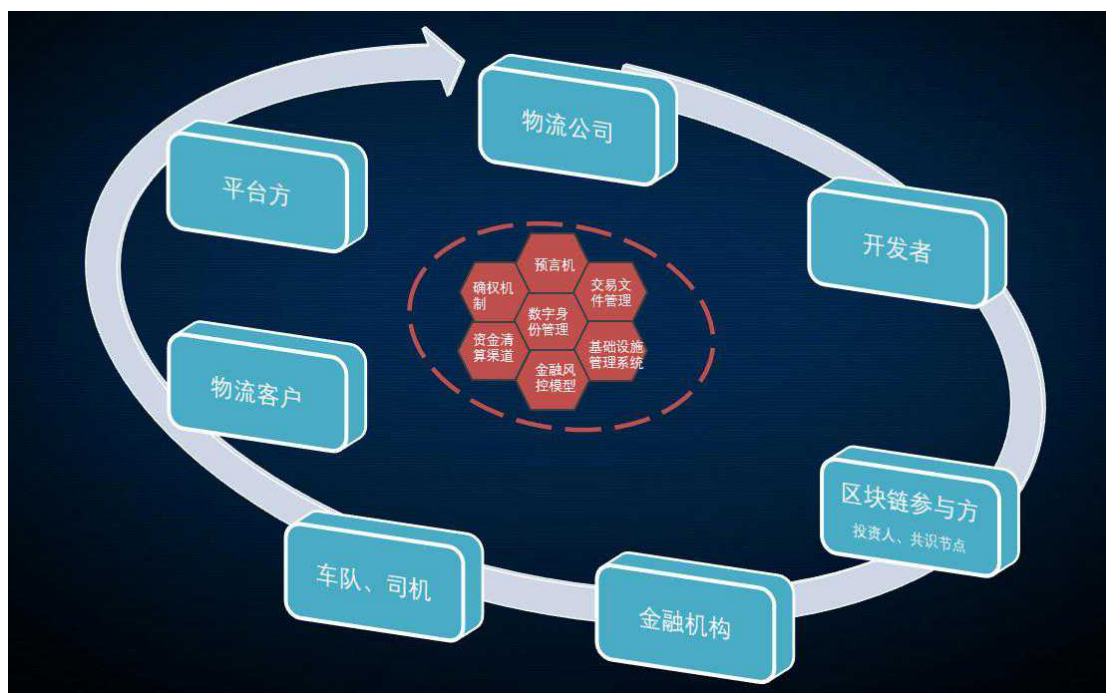 物流公司
平台方
开发者
预言机
确权机
制
交易文
件管理
数字身
份管理
资金清
算渠道
基础设施
管理系统
金融风
控模型
物流客户
区块链参与方
投资人、共识节点
车队、司机
金融机构